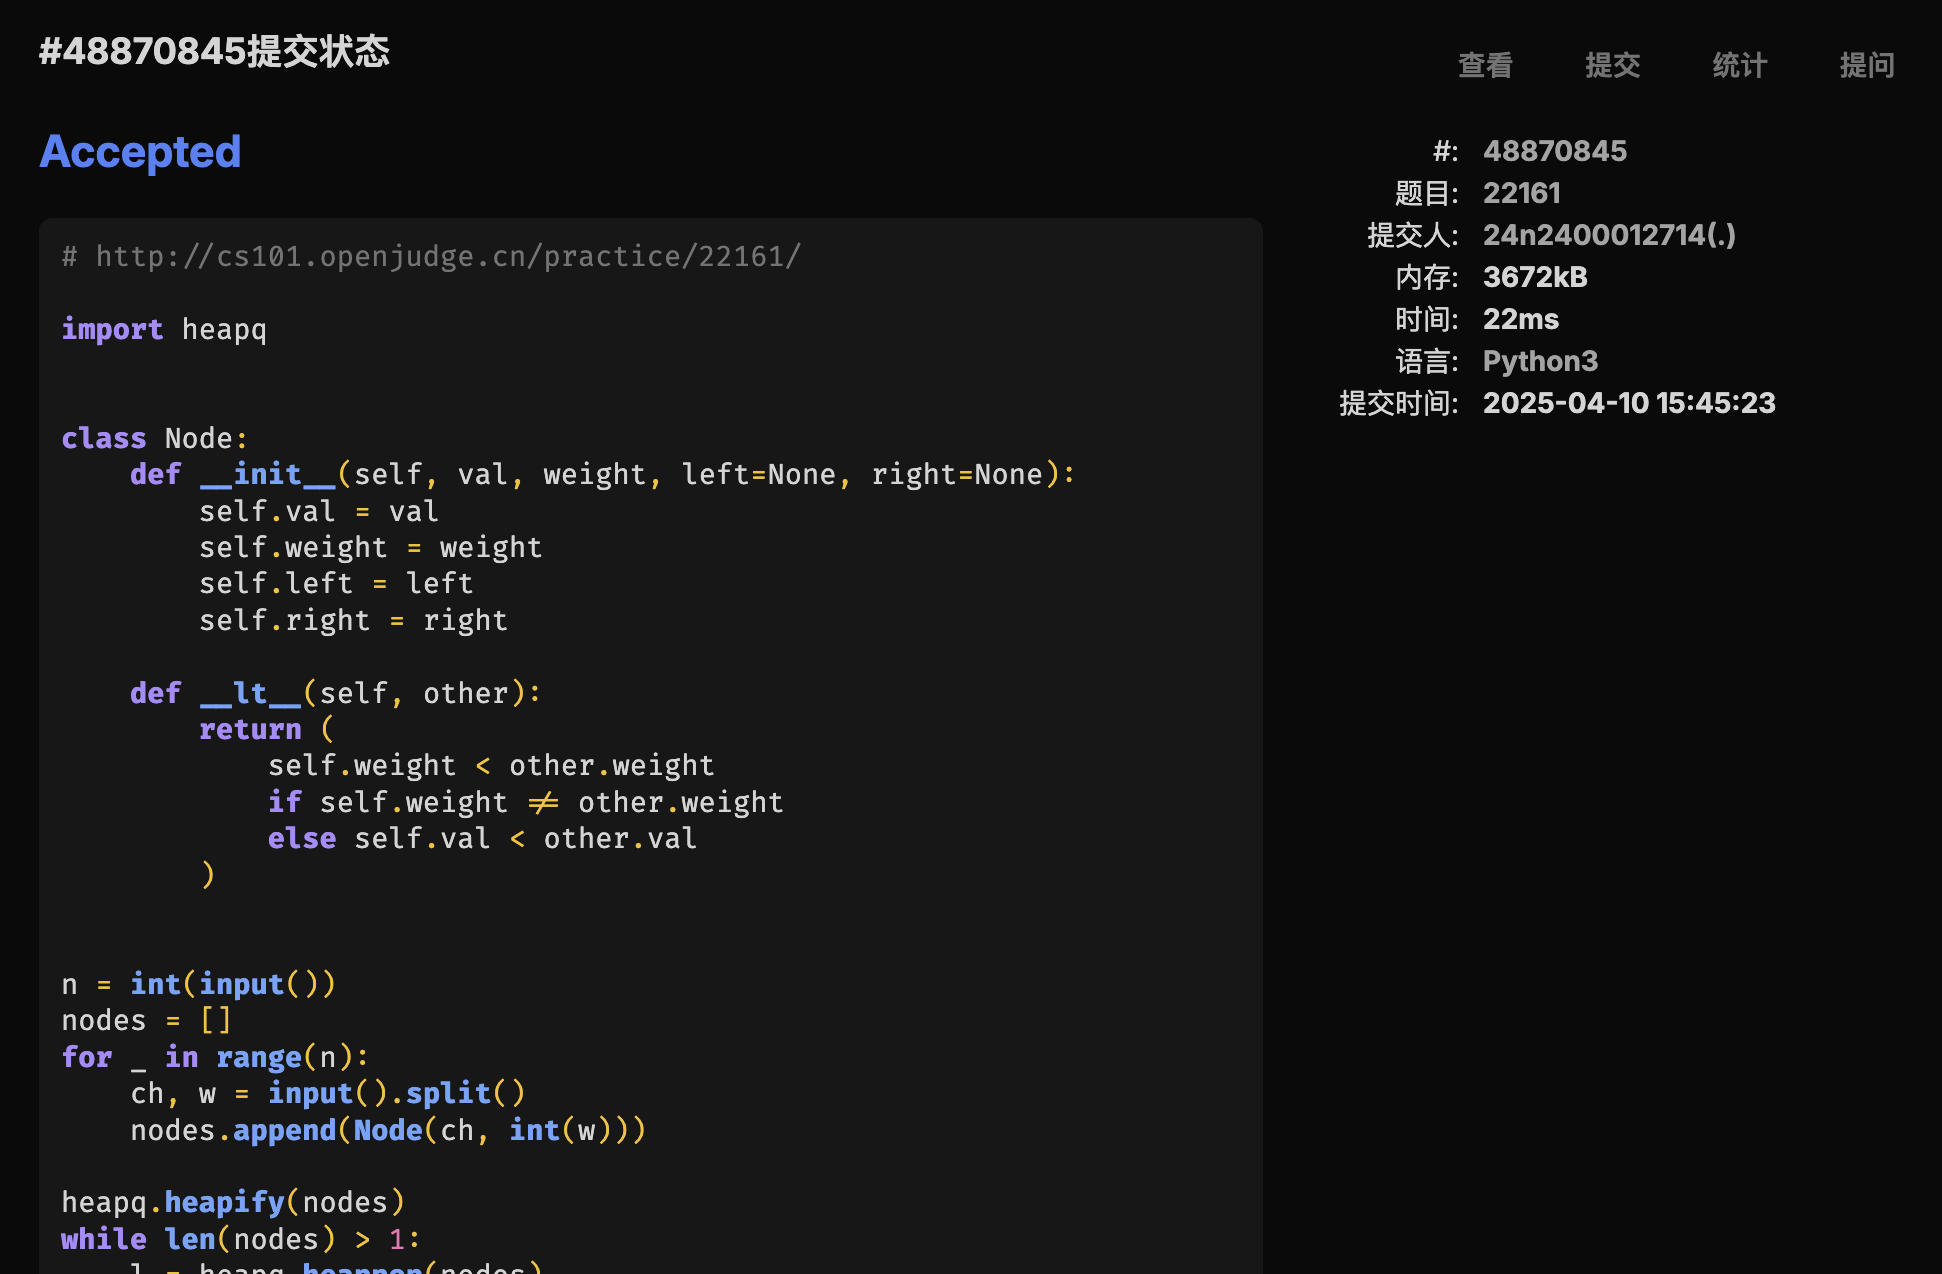 #48870845提交状态
查看 提交 统计 提问
Accepted
# http://cs101.openjudge.cn/practice/22161/

import heapq


class Node:
    def __init__(self, val, weight, left=None, right=None):
        self.val = val
        self.weight = weight
        self.left = left
        self.right = right

    def __lt__(self, other):
        return (
            self.weight < other.weight
            if self.weight != other.weight
            else self.val < other.val
        )


n = int(input())
nodes = []
for _ in range(n):
    ch, w = input().split()
    nodes.append(Node(ch, int(w)))

heapq.heapify(nodes)
while len(nodes) > 1:
    l = heapq.heappop(nodes)
#: 48870845
题目: 22161
提交人: 24n2400012714(.)
内存: 3672kB
时间: 22ms
语言: Python3
提交时间: 2025-04-10 15:45:23